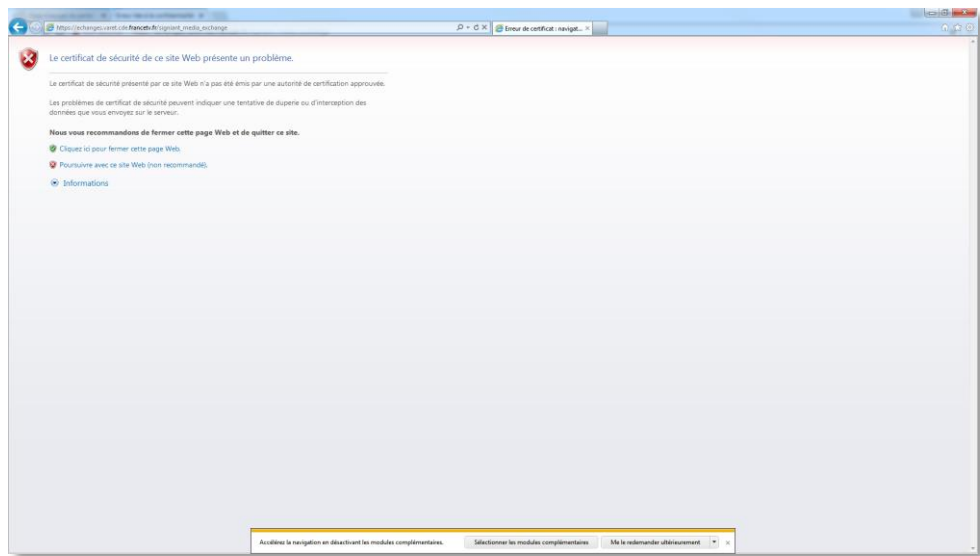 https://echanges.varet.cde.francetv.fr/signiant_media_exchange
Erreur de certificat : navigat...
Le certificat de sécurité de ce site Web présente un problème.
Le certificat de sécurité présenté par ce site Web n'a pas été émis par une autorité de certification approuvée.
Les problèmes de certificat de sécurité peuvent indiquer une tentative de duperie ou d'interception des
données que vous envoyez sur le serveur.
Nous vous recommandons de fermer cette page Web et de quitter ce site.
Cliquez ici pour fermer cette page Web.
Poursuivre avec ce site Web (non recommandé).
Informations
Accélérez la navigation en désactivant les modules complémentaires.
Sélectionner les modules complémentaires
Me le redemander ultérieurement